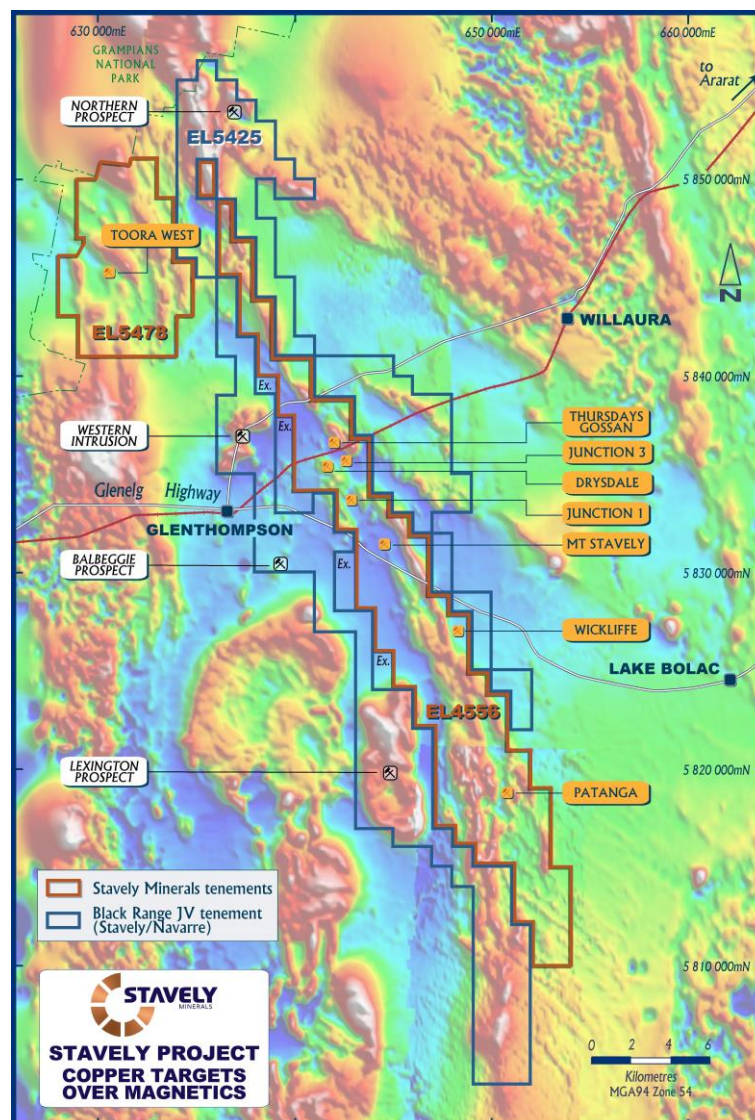 630 000mE
650 000mE
660 000mE
GRAMPIANS
NATIONAL
PARK
to
Ararat
NORTHERN
PROSPECT
EL5425
5 850 000mN
TOORA WEST
N
EL5478
WILLAURA
5 840 000mN
Ex.
Ex.
THURSDAYS
GOSSAN
WESTERN
INTRUSION
JUNCTION 3
DRYSDALE
Glenelg Highway
JUNCTION 1
GLENTHOMPSON
MT STAVELY
BALBEGGIE
PROSPECT
Ex.
5 830 000mN
WICKLIFFE
Ex.
LAKE BOLAC
EL4556
LEXINGTON
PROSPECT
5 820 000mN
PATANGA
Stavely Minerals tenements
Black Range JV tenement
(Stavely/Navarre)
5 810 000mN
STAVELY
MINERALS
STAVELY PROJECT
COPPER TARGETS
OVER MAGNETICS
0 2 4 6
Kilometres
MGA94 Zone 54